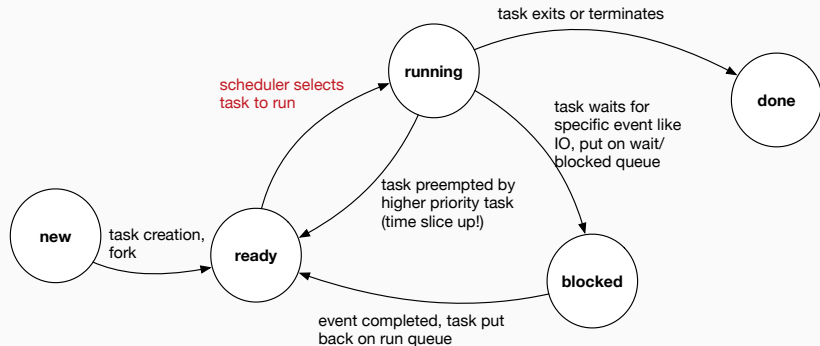 task exits or terminates
running
scheduler selects
task to run
done
task waits for
specific event like
IO, put on wait/
blocked queue
task preempted by
higher priority task
(time slice up!)
new
task creation,
fork
ready
blocked
event completed, task put
back on run queue